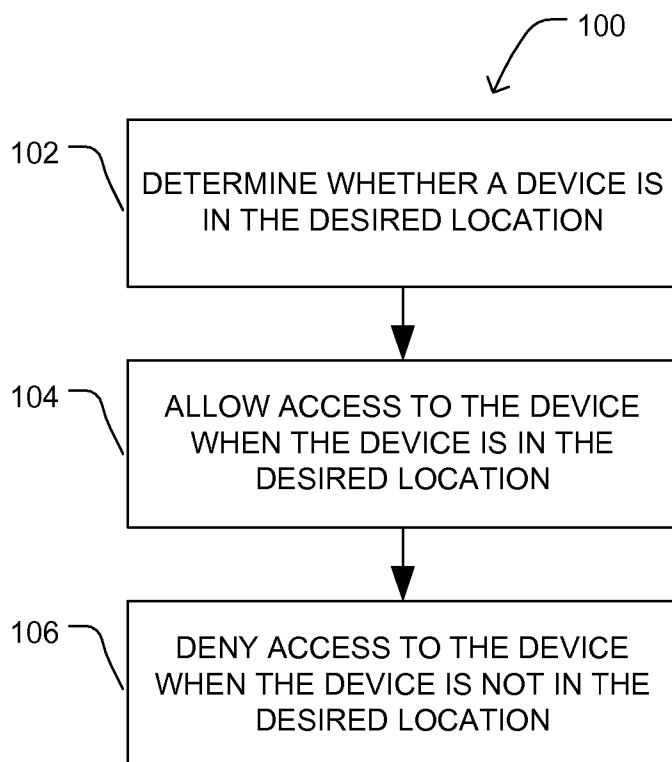 100
102
DETERMINE WHETHER A DEVICE IS
IN THE DESIRED LOCATION
104
ALLOW ACCESS TO THE DEVICE
WHEN THE DEVICE IS IN THE
DESIRED LOCATION
106
DENY ACCESS TO THE DEVICE
WHEN THE DEVICE IS NOT IN THE
DESIRED LOCATION